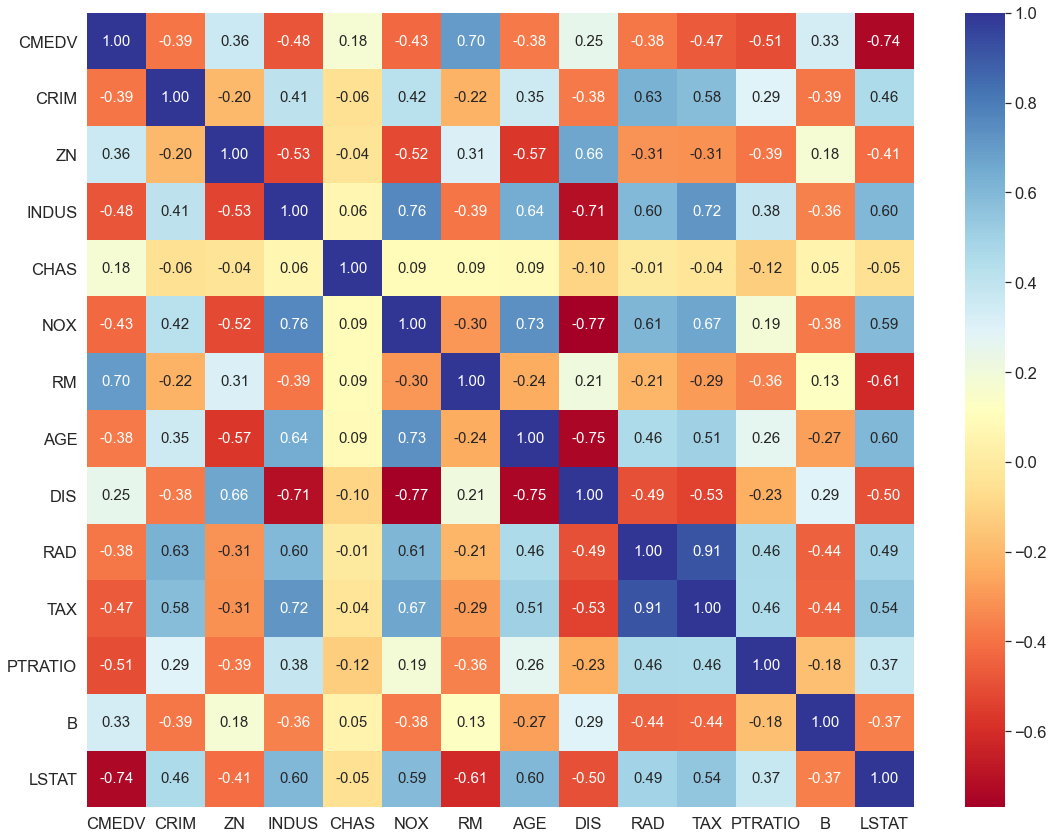 CMEDV 1.00 -0.39 0.36 -0.48 0.18 -0.43 0.70 -0.38 0.25 -0.38 -0.47 -0.51 0.33 -0.74
CRIM -0.39 1.00 -0.20 0.41 -0.06 0.42 -0.22 0.35 -0.38 0.63 0.58 0.29 -0.39 0.46
ZN 0.36 -0.20 1.00 -0.53 -0.04 -0.52 0.31 -0.57 0.66 -0.31 -0.31 -0.39 0.18 -0.41
INDUS -0.48 0.41 -0.53 1.00 0.06 0.76 -0.39 0.64 -0.71 0.60 0.72 0.38 -0.36 0.60
CHAS 0.18 -0.06 -0.04 0.06 1.00 0.09 0.09 0.09 -0.10 -0.01 -0.04 -0.12 0.05 -0.05
NOX -0.43 0.42 -0.52 0.76 0.09 1.00 -0.30 0.73 -0.77 0.61 0.67 0.19 -0.38 0.59
RM 0.70 -0.22 0.31 -0.39 0.09 -0.30 1.00 -0.24 0.21 -0.21 -0.29 -0.36 0.13 -0.61
AGE -0.38 0.35 -0.57 0.64 0.09 0.73 -0.24 1.00 -0.75 0.46 0.51 0.26 -0.27 0.60
DIS 0.25 -0.38 0.66 -0.71 -0.10 -0.77 0.21 -0.75 1.00 -0.49 -0.53 -0.23 0.29 -0.50
RAD -0.38 0.63 -0.31 0.60 -0.01 0.61 -0.21 0.46 -0.49 1.00 0.91 0.46 -0.44 0.49
TAX -0.47 0.58 -0.31 0.72 -0.04 0.67 -0.29 0.51 -0.53 0.91 1.00 0.46 -0.44 0.54
PTRATIO -0.51 0.29 -0.39 0.38 -0.12 0.19 -0.36 0.26 -0.23 0.46 0.46 1.00 -0.18 0.37
B 0.33 -0.39 0.18 -0.36 0.05 -0.38 0.13 -0.27 0.29 -0.44 -0.44 -0.18 1.00 -0.37
LSTAT -0.74 0.46 -0.41 0.60 -0.05 0.59 -0.61 0.60 -0.50 0.49 0.54 0.37 -0.37 1.00
CMEDV CRIM ZN INDUS CHAS NOX RM AGE DIS RAD TAX PTRATIO B LSTAT
1.0
0.8
0.6
0.4
0.2
0.0
−0.2
−0.4
−0.6